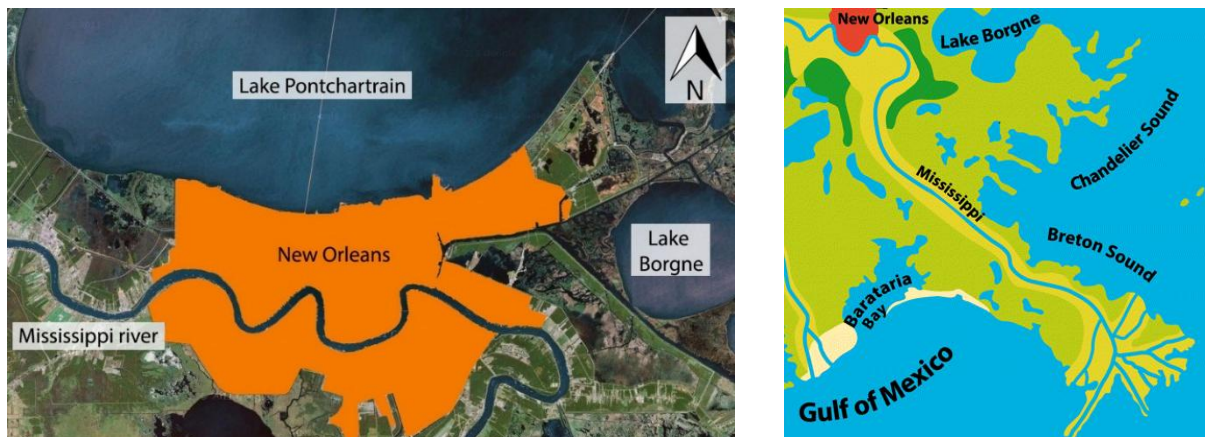 Lake Pontchartrain
N
New Orleans
Lake
Borgne
Mississippi river
New Orleans
Lake Borgne
Chandelier Sound
Mississippi
Breton Sound
Barataria
Bay
Gulf of Mexico